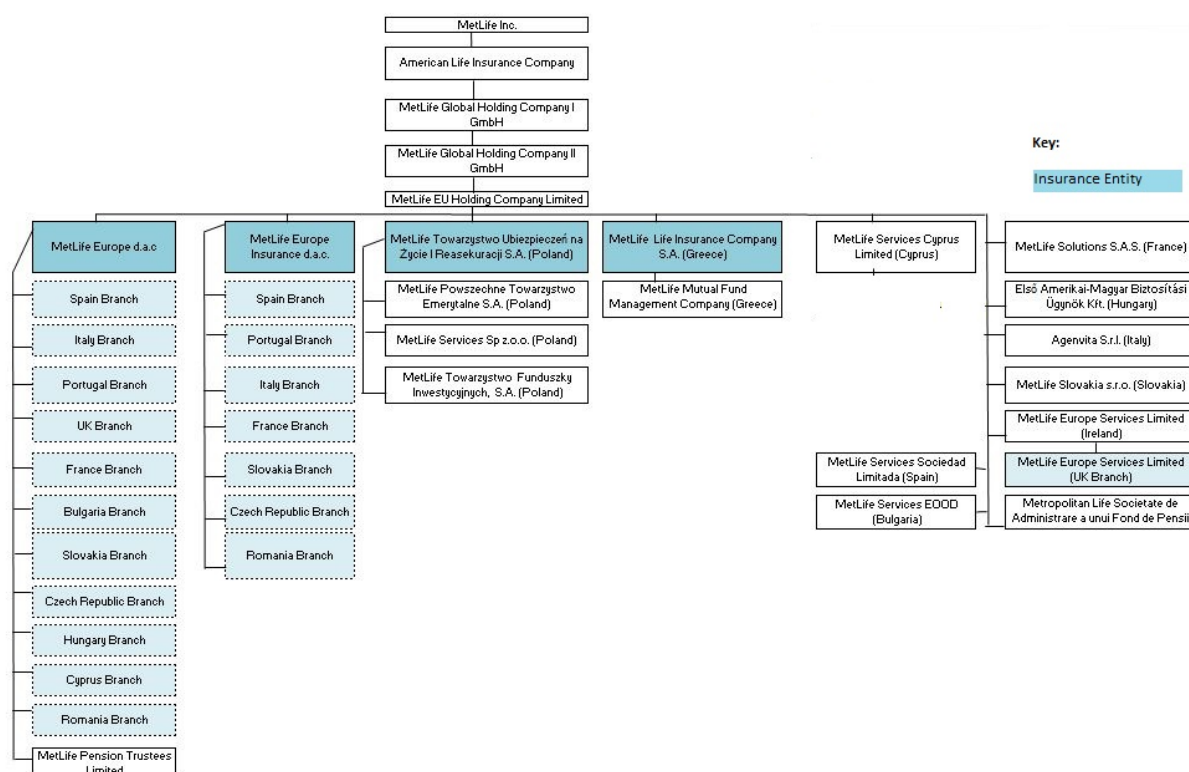 MetLife Inc.
American Life Insurance Company
MetLife Global Holding Company I
GmbH
MetLife Global Holding Company II
GmbH
MetLife EU Holding Company Limited
Key:
Insurance Entity
MetLife Europe d.a.c
Spain Branch
Italy Branch
Portugal Branch
UK Branch
France Branch
Bulgaria Branch
Slovakia Branch
Czech Republic Branch
Hungary Branch
Cyprus Branch
Romania Branch
MetLife Pension Trustees
Limited
MetLife Europe
Insurance d.a.c.
Spain Branch
Portugal Branch
Italy Branch
France Branch
Slovakia Branch
Czech Republic Branch
Romania Branch
MetLife Towarzystwo Ubiezpieczeń na
Życie I Reasekuracji S.A. (Poland)
MetLife Powszechne Towarzystwo
Emerytalne S.A. (Poland)
MetLife Services Sp z.o.o. (Poland)
MetLife Towarzystwo Funduszky
Inwestycyjnych, S.A. (Poland)
MetLife Life Insurance Company
S.A. (Greece)
MetLife Mutual Fund
Management Company (Greece)
MetLife Services Cyprus
Limited (Cyprus)
MetLife Services Sociedad
Limitada (Spain)
MetLife Services EOOD
(Bulgaria)
MetLife Solutions S.A.S. (France)
Első Amerikai-Magyar Biztosítási
Ügynök Kft. (Hungary)
Agenvita S.r.l. (Italy)
MetLife Slovakia s.r.o. (Slovakia)
MetLife Europe Services Limited
(Ireland)
MetLife Europe Services Limited
(UK Branch)
Metropolitan Life Societate de
Administrare a unui Fond de Pensii